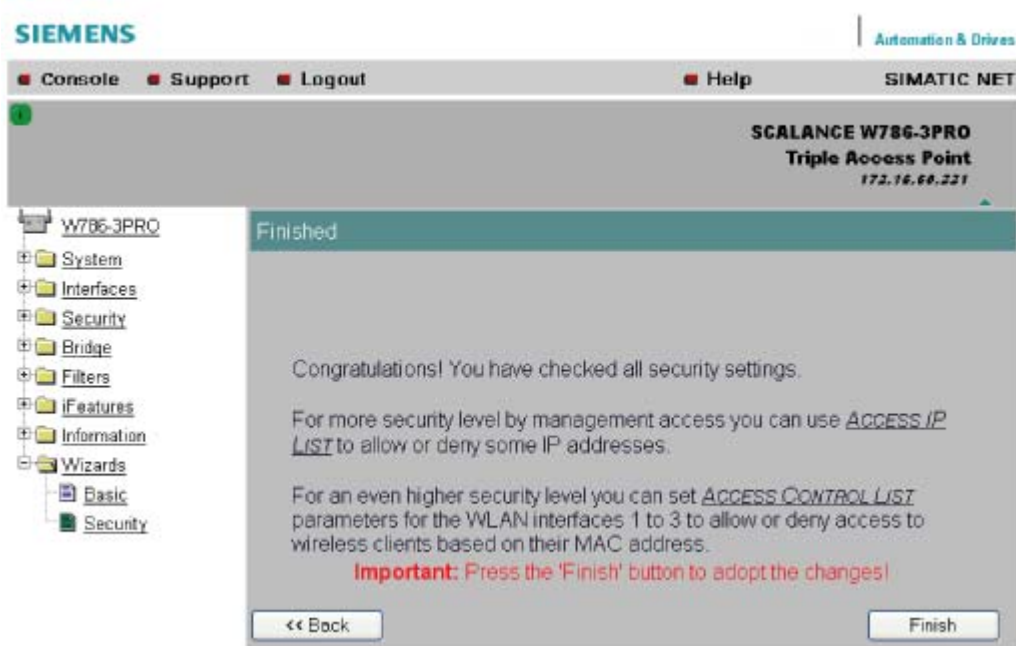 SIEMENS
Automation & Drives
Console Support Logout Help SIMATIC NET
SCALANCE W786-3PRO
Triple Access Point
172.16.60.221
W786-3PRO
System
Interfaces
Security
Bridge
Filters
iFeatures
Information
Wizards
Basic
Security
Finished
Congratulations! You have checked all security settings.
For more security level by management access you can use ACCESS IP
LIST to allow or deny some IP addresses.
For an even higher security level you can set ACCESS CONTROL LIST
parameters for the WLAN interfaces 1 to 3 to allow or deny access to
wireless clients based on their MAC address.
Important: Press the 'Finish' button to adopt the changes!
<< Back
Finish